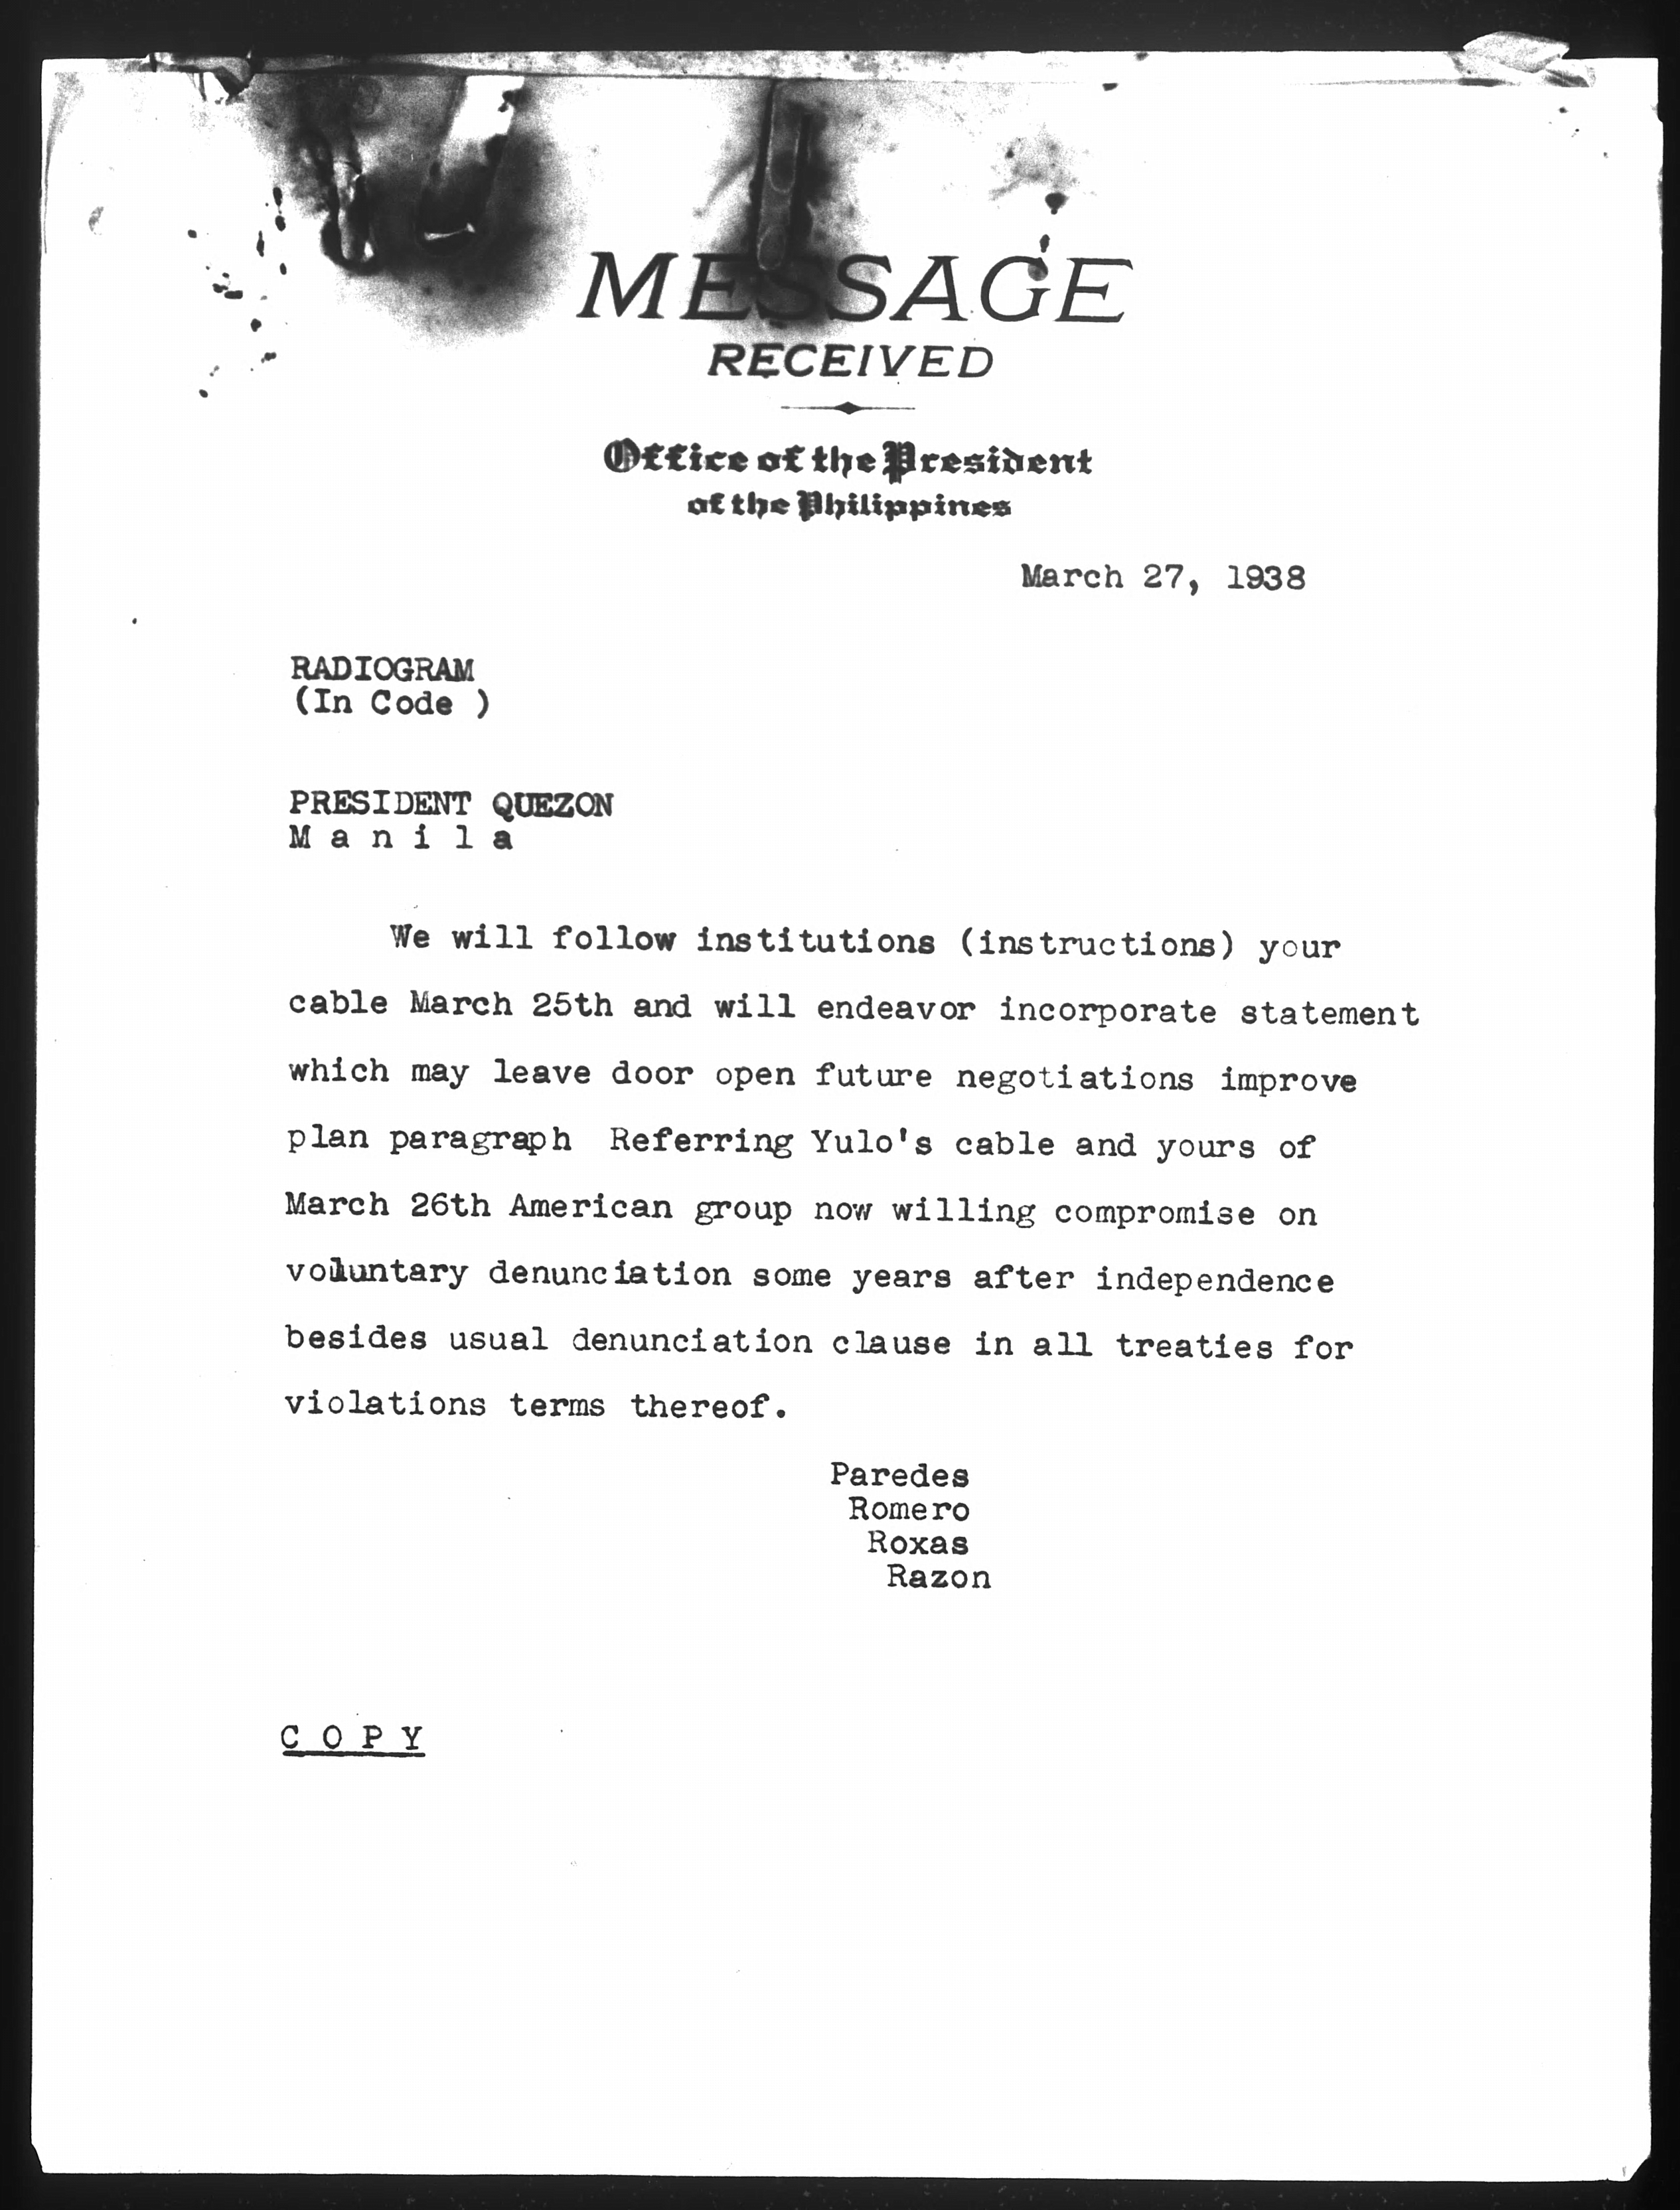 MESSAGE
RECEIVED
Office of the President
of the Philippines
March 27, 1938
RADIOGRAM
(In Code )
PRESIDENT QUEZON
M a n i l a
We will follow institutions (instructions) your
cable March 25th and will endeavor incorporate statement
which may leave door open future negotiations improve
plan paragraph  Referring Yulo's cable and yours of
March 26th American group now willing compromise on
voluntary denunciation some years after independence
besides usual denunciation clause in all treaties for
violations terms thereof.
Paredes
Romero
Roxas
Razon
C O P Y